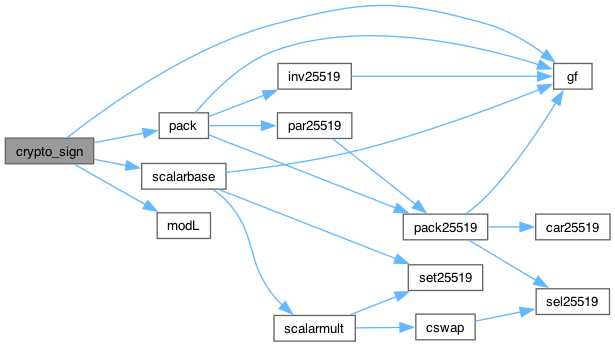 crypto_sign
pack
scalarbase
modL
inv25519
par25519
scalarmult
pack25519
set25519
cswap
gf
car25519
sel25519